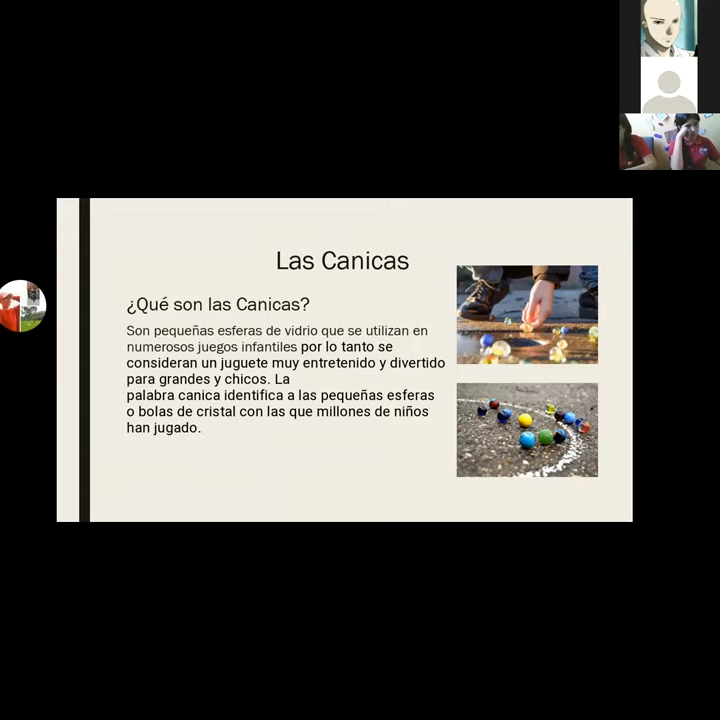 Las Canicas
¿Qué son las Canicas?
Son pequeñas esferas de vidrio que se utilizan en
numerosos juegos infantiles por lo tanto se
consideran un juguete muy entretenido y divertido
para grandes y chicos. La
palabra canica identifica a las pequeñas esferas
o bolas de cristal con las que millones de niños
han jugado.